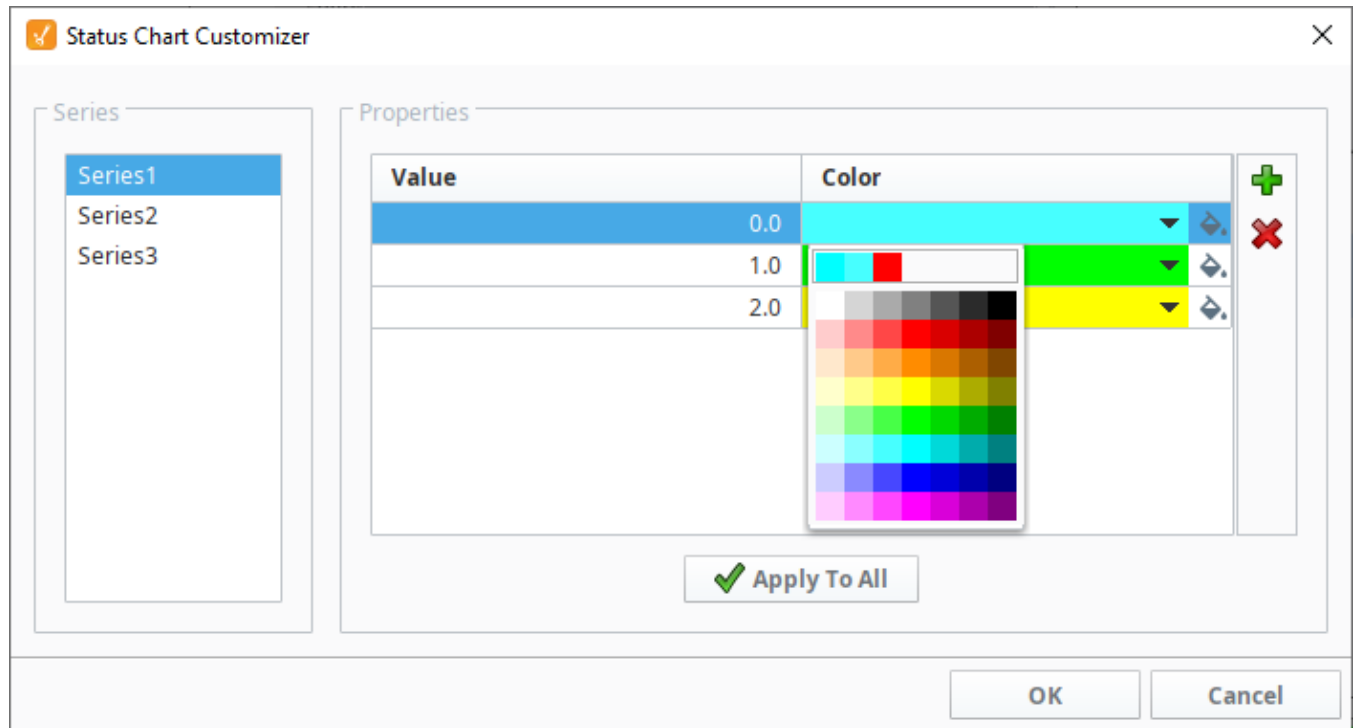 Status Chart Customizer
Series
Series1
Series2
Series3
Properties
Value Color
0.0
1.0
2.0
Apply To All
OK Cancel